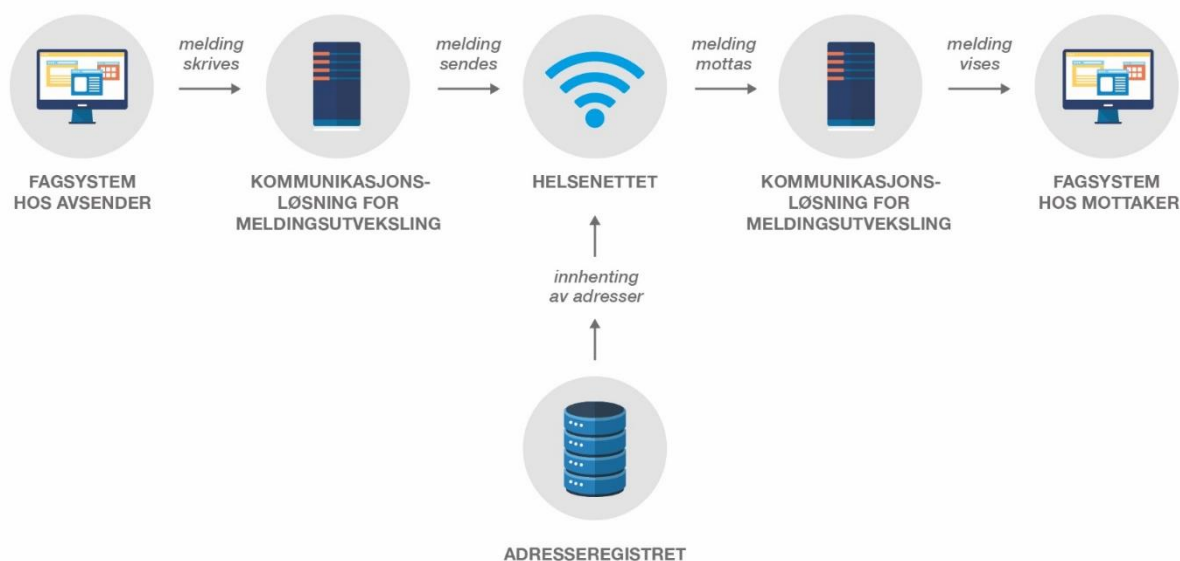 melding
skrives
melding
sendes
melding
mottas
melding
vises
FAGSYSTEM
HOS AVSENDER
KOMMUNIKASJONS-
LØSNING FOR
MELDINGSUTVEKSLING
HELSENETTET
KOMMUNIKASJONS-
LØSNING FOR
MELDINGSUTVEKSLING
FAGSYSTEM
HOS MOTTAKER
innhenting
av adresser
ADRESSEREGISTRET